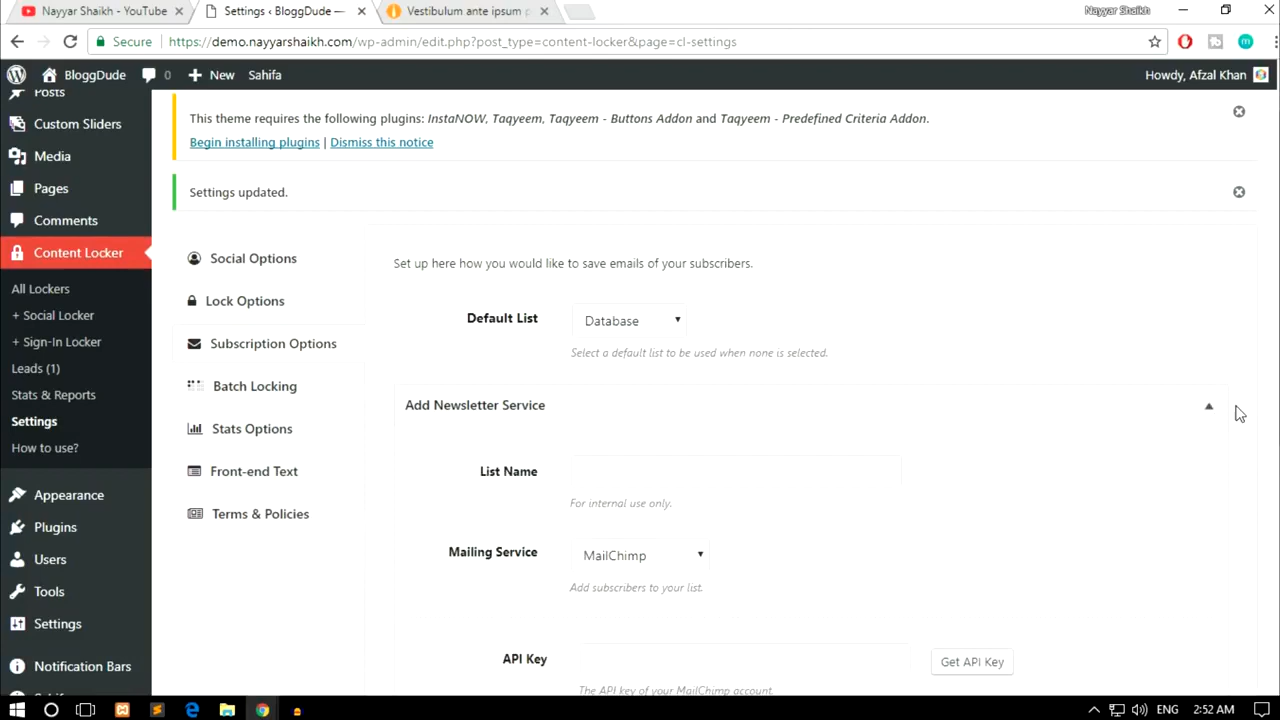 Nayyar Shaikh - YouTube
Settings ‹ BloggDude —
Vestibulum ante ipsum p
Nayyar Shaikh
Secure
https://demo.nayyarshaikh.com/wp-admin/edit.php?post_type=content-locker&page=cl-settings
BloggDude
0
New
Sahifa
Howdy, Afzal Khan
Posts
Custom Sliders
Media
Pages
Comments
Content Locker
All Lockers
+ Social Locker
+ Sign-In Locker
Leads (1)
Stats & Reports
Settings
How to use?
Appearance
Plugins
Users
Tools
Settings
Notification Bars
This theme requires the following plugins: InstaNOW, Taqyeem, Taqyeem - Buttons Addon and Taqyeem - Predefined Criteria Addon.
Begin installing plugins | Dismiss this notice
Settings updated.
Social Options
Lock Options
Subscription Options
Batch Locking
Stats Options
Front-end Text
Terms & Policies
Set up here how you would like to save emails of your subscribers.
Default List
Database
Select a default list to be used when none is selected.
Add Newsletter Service
List Name
For internal use only.
Mailing Service
MailChimp
Add subscribers to your list.
API Key
Get API Key
The API key of your MailChimp account.
ENG
2:52 AM